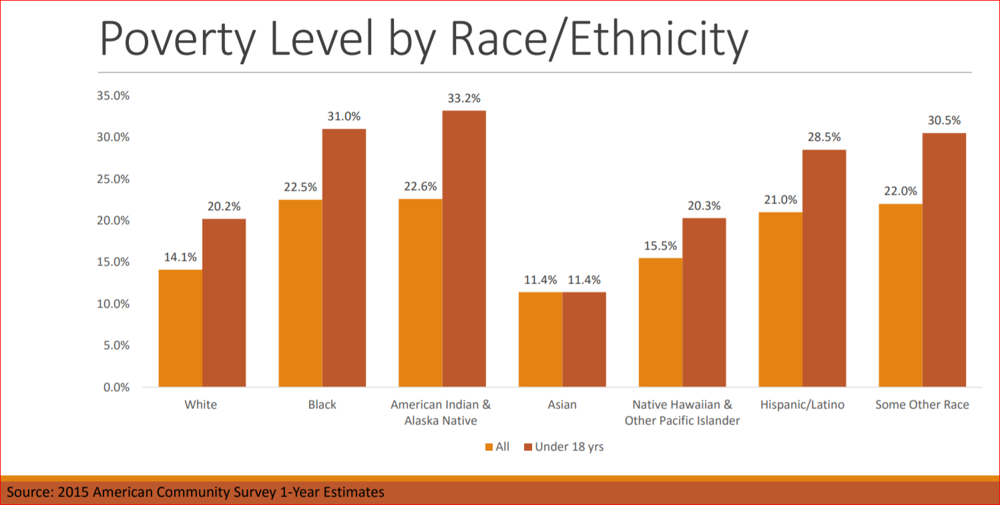 Poverty Level by Race/Ethnicity
35.0%
30.0%
25.0%
20.0%
15.0%
10.0%
5.0%
0.0%
14.1%
20.2%
22.5%
31.0%
22.6%
33.2%
11.4%
11.4%
15.5%
20.3%
21.0%
28.5%
22.0%
30.5%
White
Black
American Indian &
Alaska Native
Asian
Native Hawaiian &
Other Pacific Islander
Hispanic/Latino
Some Other Race
All
Under 18 yrs
Source: 2015 American Community Survey 1-Year Estimates